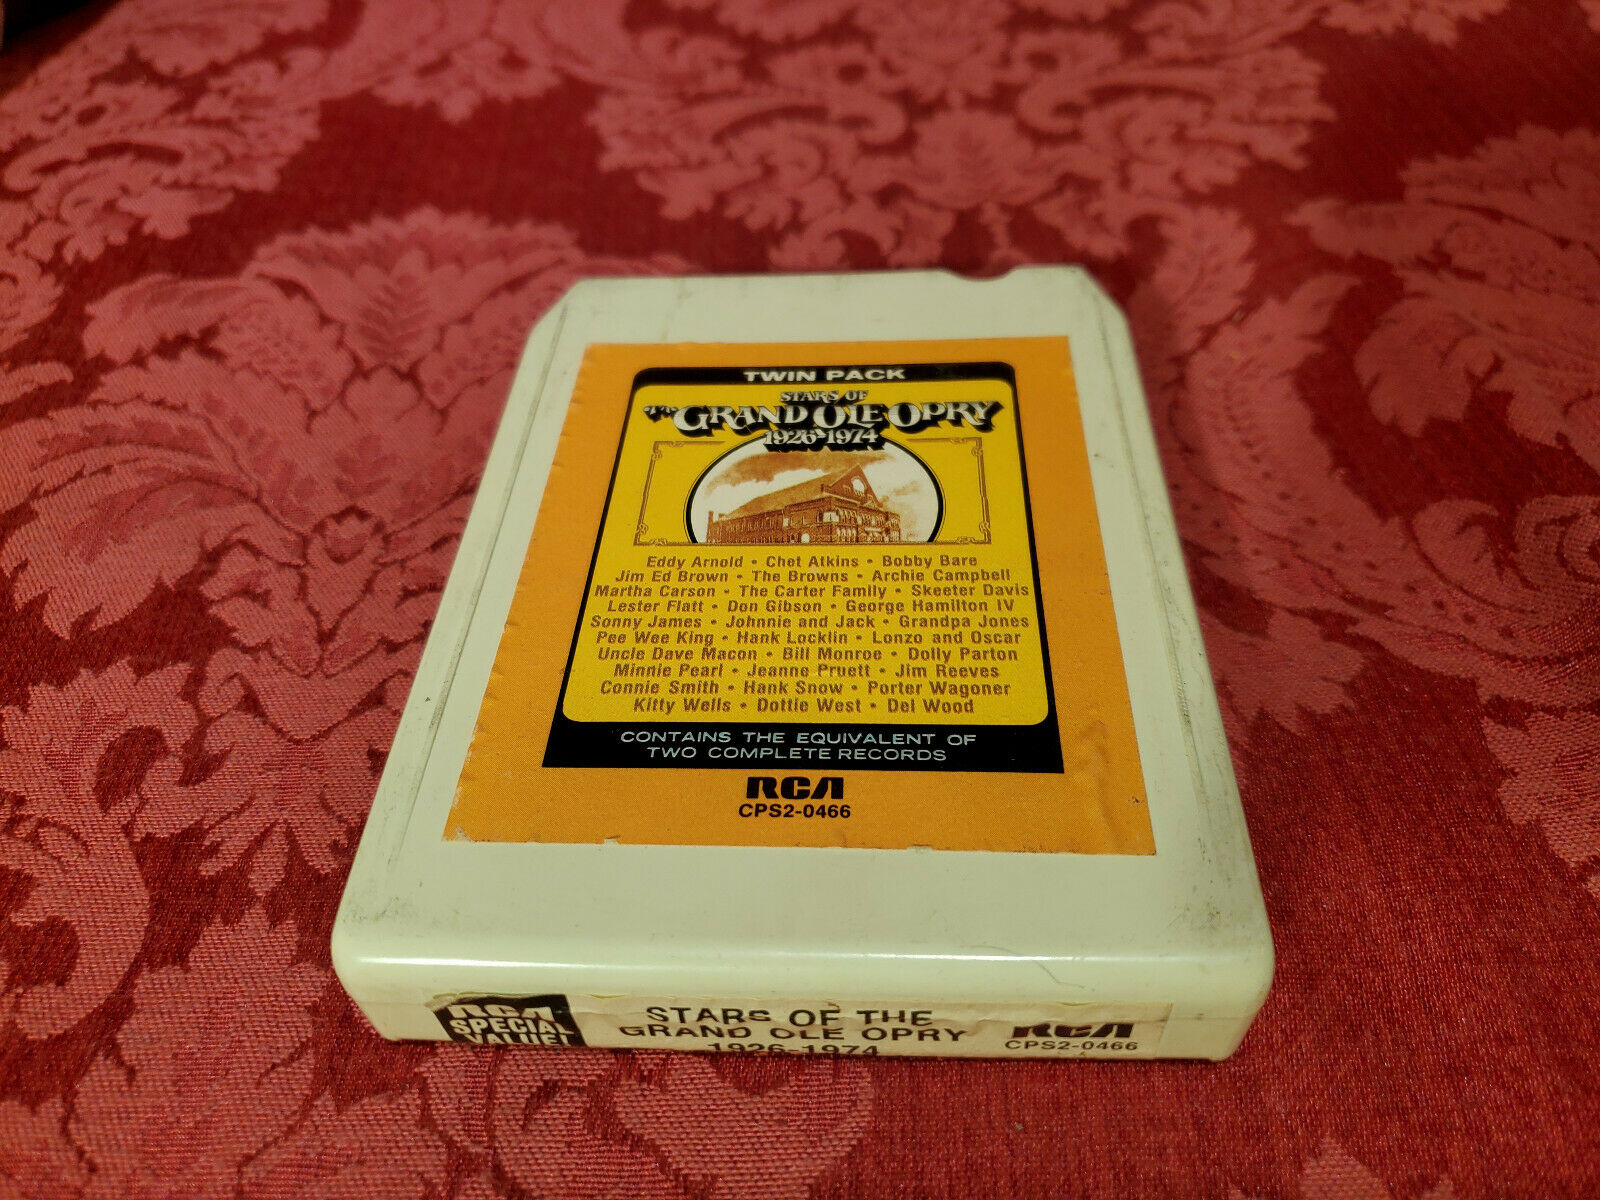 TWIN PACK
STARS OF
THE GRAND OLE OPRY
1926-1974
Eddy Arnold • Chet Atkins • Bobby Bare
Jim Ed Brown • The Browns • Archie Campbell
Martha Carson • The Carter Family • Skeeter Davis
Lester Flatt • Don Gibson • George Hamilton IV
Sonny James • Johnnie and Jack • Grandpa Jones
Pee Wee King • Hank Locklin • Lonzo and Oscar
Uncle Dave Macon • Bill Monroe • Dolly Parton
Minnie Pearl • Jeanne Pruett • Jim Reeves
Connie Smith • Hank Snow • Porter Wagoner
Kitty Wells • Dottie West • Del Wood
CONTAINS THE EQUIVALENT OF
TWO COMPLETE RECORDS
RCA
CPS2-0466
RCA
SPECIAL
VALUE!
STARS OF THE
GRAND OLE OPRY
1926-1974
RCA
CPS2-0466